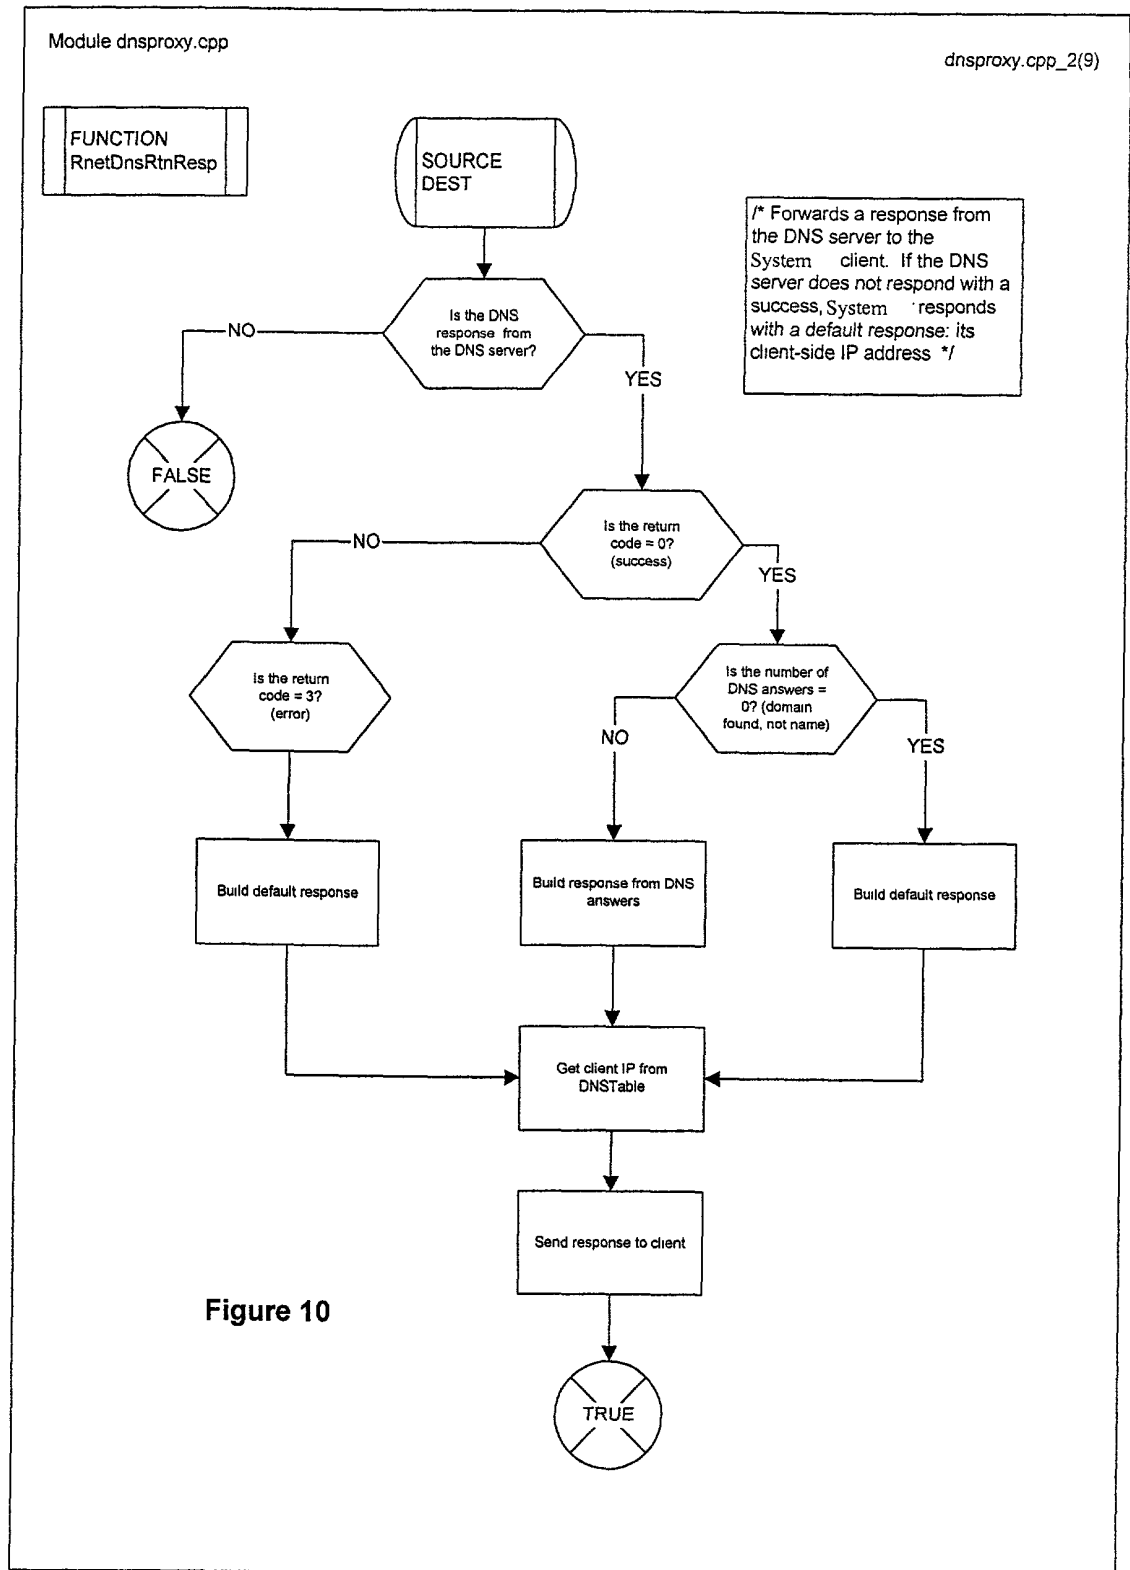 Module dnsproxy.cpp
dnsproxy.cpp_2(9)
FUNCTION
RnetDnsRtnResp
SOURCE
DEST
/* Forwards a response from
the DNS server to the
System client. If the DNS
server does not respond with a
success, System responds
with a default response: its
client-side IP address */
Is the DNS
response from
the DNS server?
NO
YES
FALSE
Is the return
code = 0?
(success)
NO
YES
Is the return
code = 3?
(error)
Is the number of
DNS answers =
0? (domain
found, not name)
NO
YES
Build default response
Build response from DNS
answers
Build default response
Get client IP from
DNSTable
Send response to client
Figure 10
TRUE